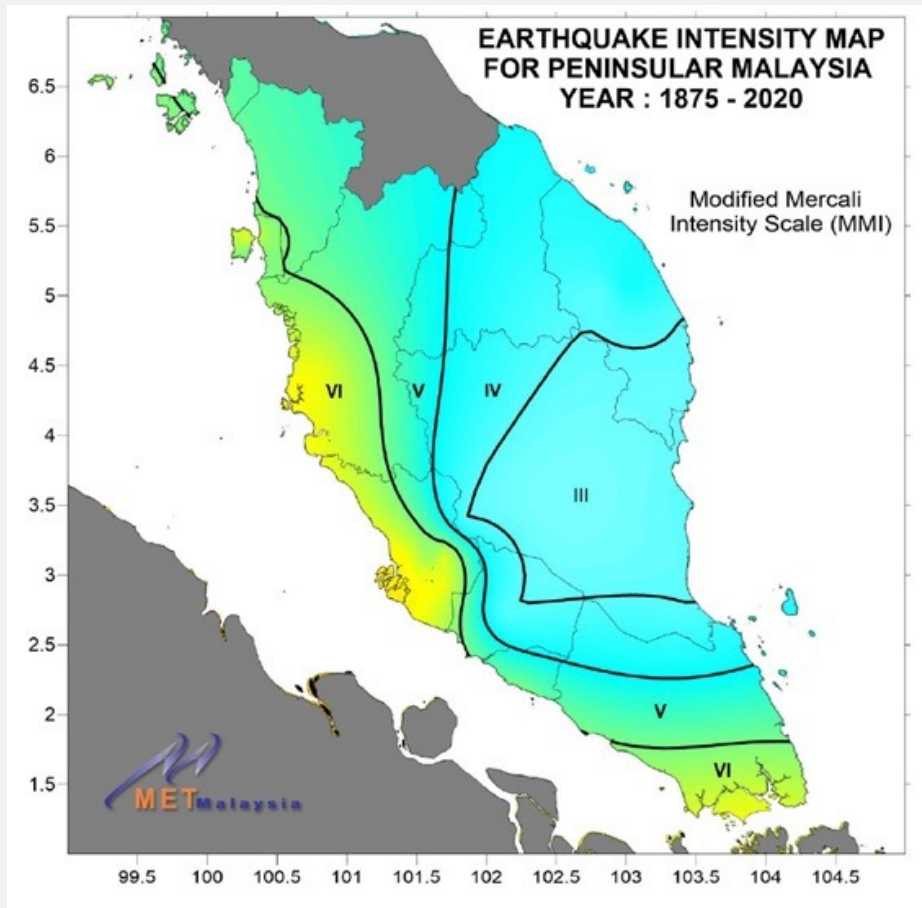 EARTHQUAKE INTENSITY MAP
FOR PENINSULAR MALAYSIA
YEAR : 1875 - 2020
Modified Mercali
Intensity Scale (MMI)
6.5
6
5.5
5
4.5
4
3.5
3
2.5
2
1.5
VI
V
IV
III
V
VI
MET Malaysia
99.5 100 100.5 101 101.5 102 102.5 103 103.5 104 104.5